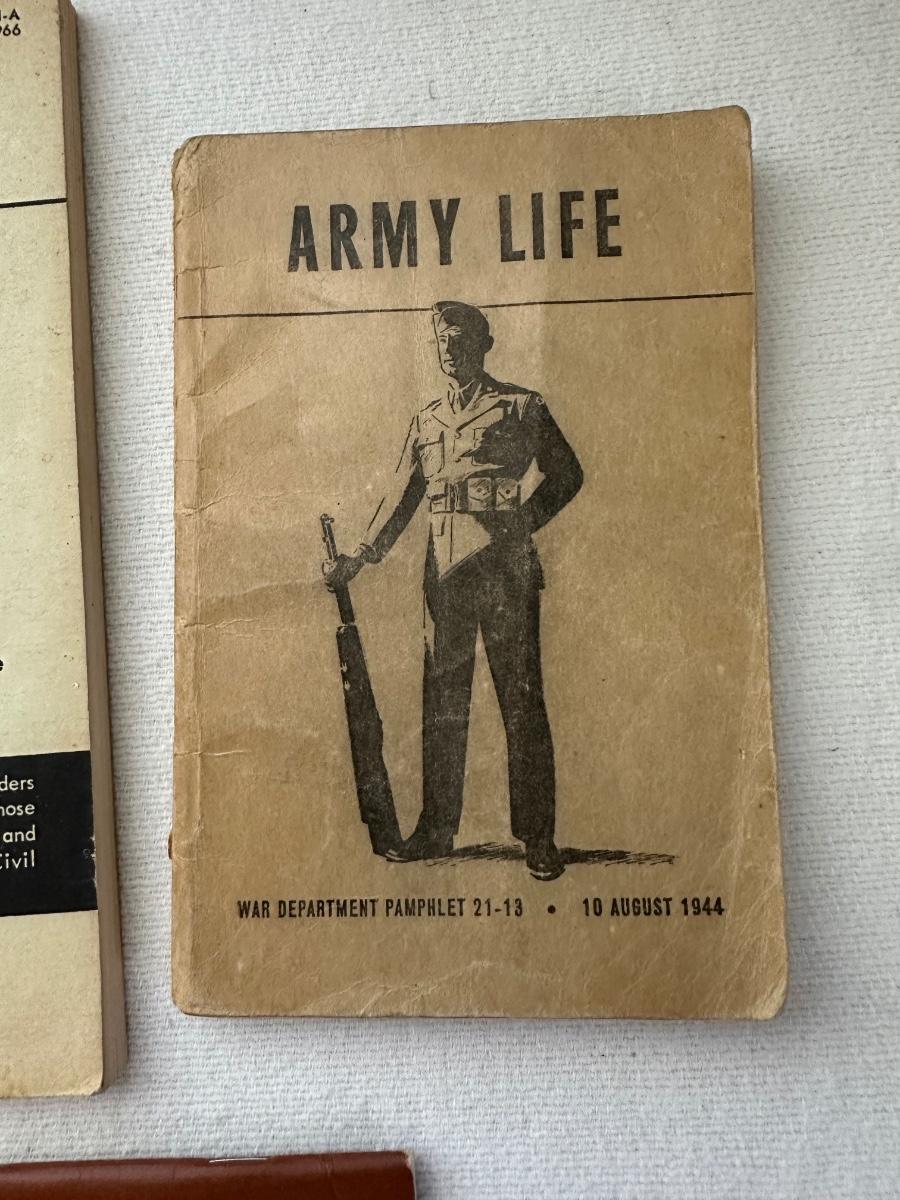 -A
966
ARMY LIFE
ders
hose
and
Civil
WAR DEPARTMENT PAMPHLET 21-13 • 10 AUGUST 1944